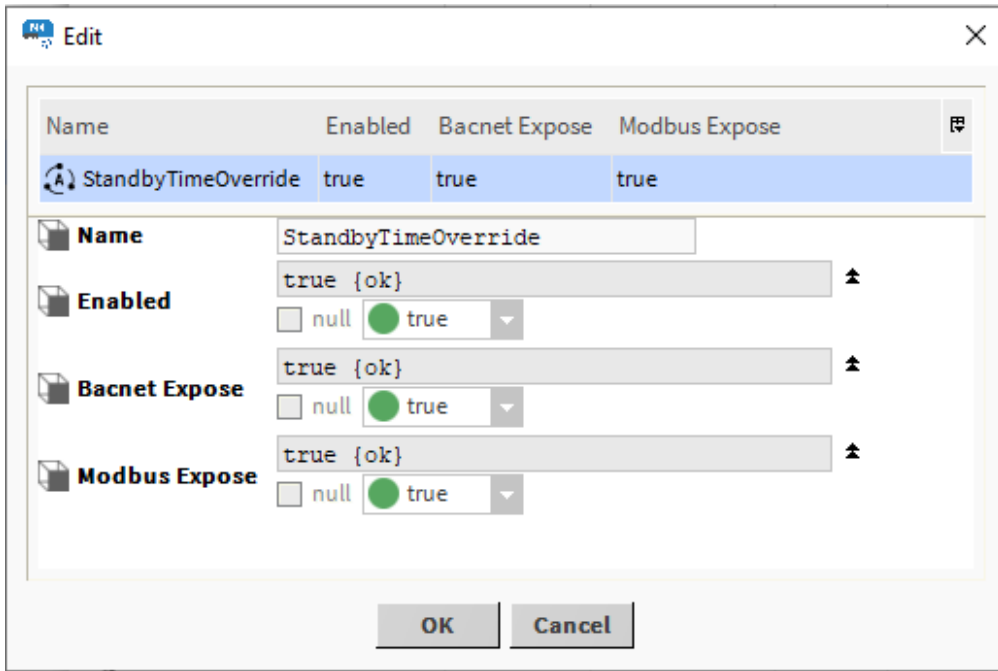 Edit
Name Enabled Bacnet Expose Modbus Expose
StandbyTimeOverride true true true
Name StandbyTimeOverride
true {ok}
Enabled
null true
true {ok}
Bacnet Expose
null true
true {ok}
Modbus Expose
null true
OK Cancel